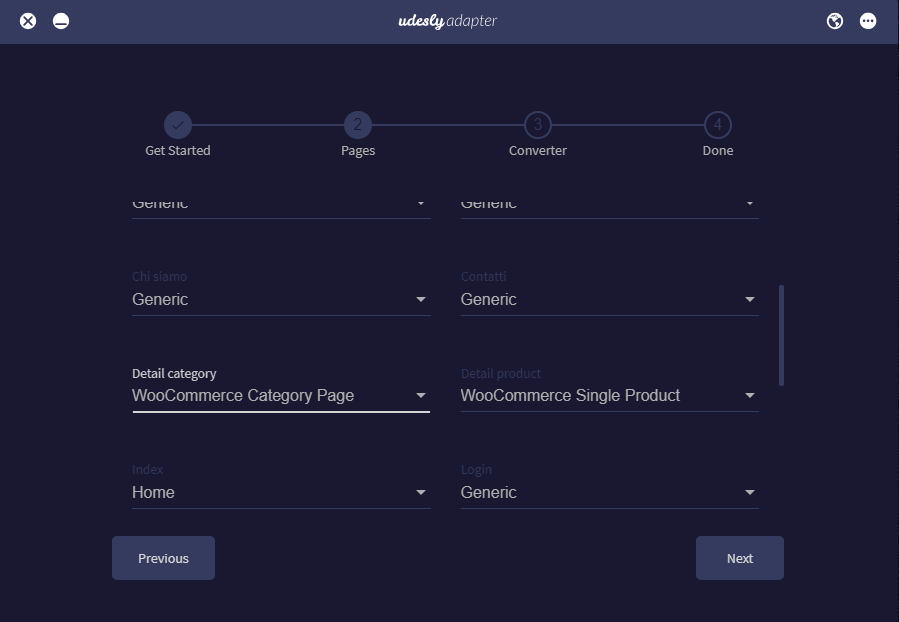 udesly adapter
2 3 4
Get Started Pages Converter Done
Generic Generic
Chi siamo Contatti
Generic Generic
Detail category Detail product
WooCommerce Category Page WooCommerce Single Product
Index Login
Home Generic
Previous Next